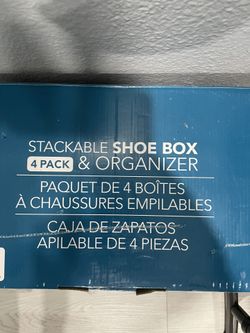 STACKABLE SHOE BOX
4 PACK & ORGANIZER
PAQUET DE 4 BOÎTES
À CHAUSSURES EMPILABLES
CAJA DE ZAPATOS
APILABLE DE 4 PIEZAS